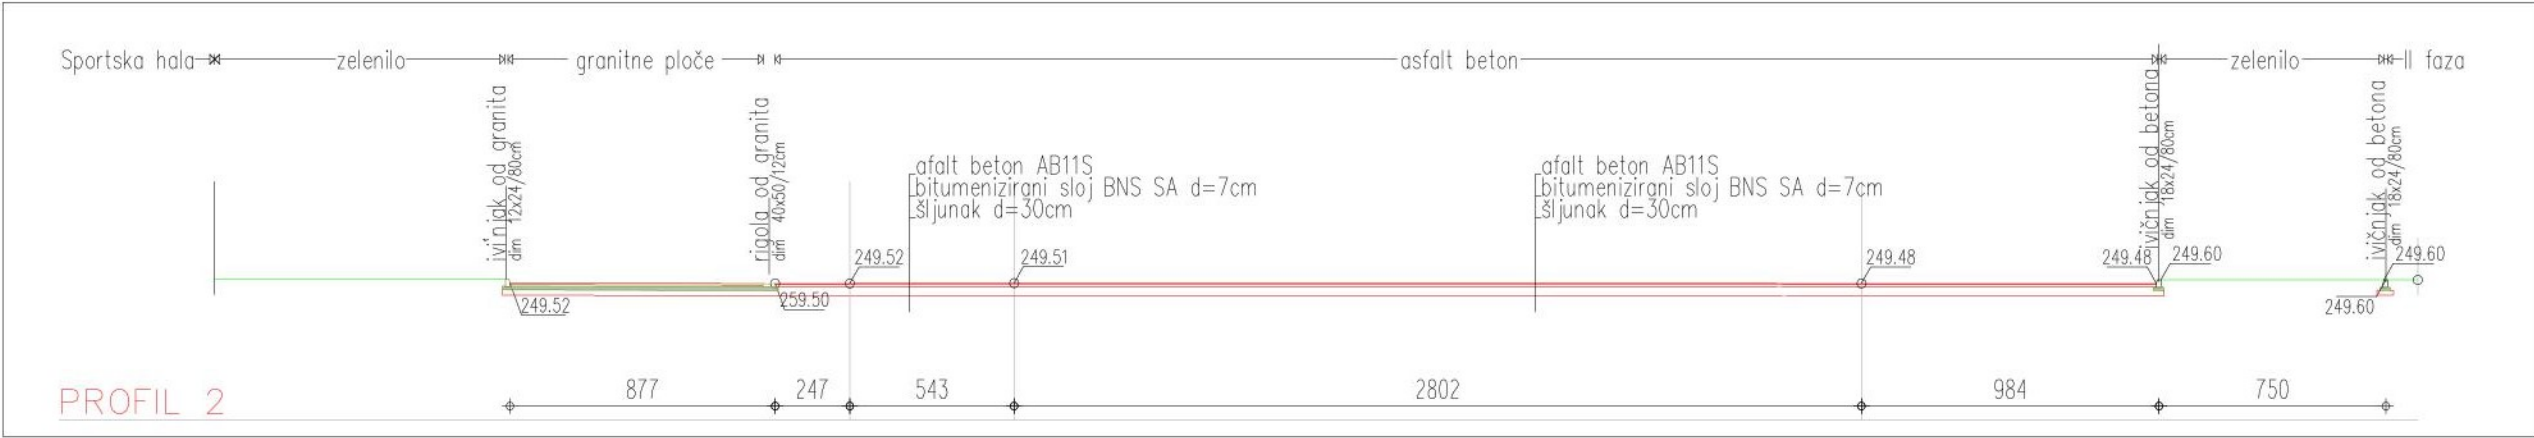 Sportska hala
zelenilo
granitne ploče
asfalt beton
zelenilo
II faza
ivi'njak od granita
dim 12x24/80cm
rigola od granita
dim 40x50/12cm
afalt beton AB11S
bitumenizirani sloj BNS SA d=7cm
šljunak d=30cm
afalt beton AB11S
bitumenizirani sloj BNS SA d=7cm
šljunak d=30cm
ivičnjak od betona
dim 18x24/80cm
ivičnjak od betona
dim 18x24/80cm
249.52
259.50
249.52
249.51
249.48
249.48
249.60
249.60
249.60
PROFIL 2
877
247
543
2802
984
750